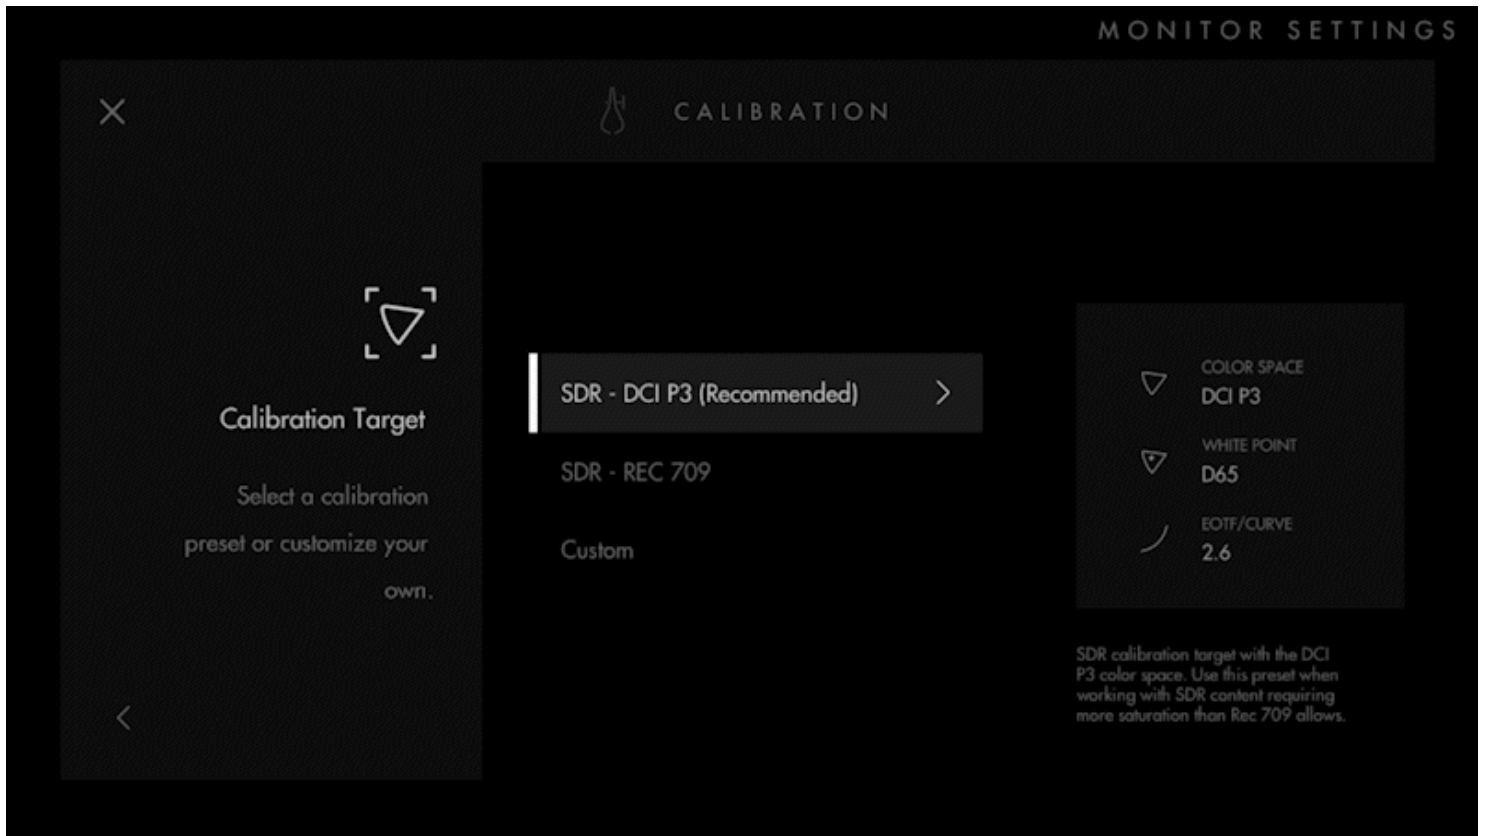 MONITOR SETTINGS
CALIBRATION
Calibration Target
Select a calibration
preset or customize your
own.
SDR - DCI P3 (Recommended)
SDR - REC 709
Custom
COLOR SPACE
DCI P3
WHITE POINT
D65
EOTF/CURVE
2.6
SDR calibration target with the DCI
P3 color space. Use this preset when
working with SDR content requiring
more saturation than Rec 709 allows.